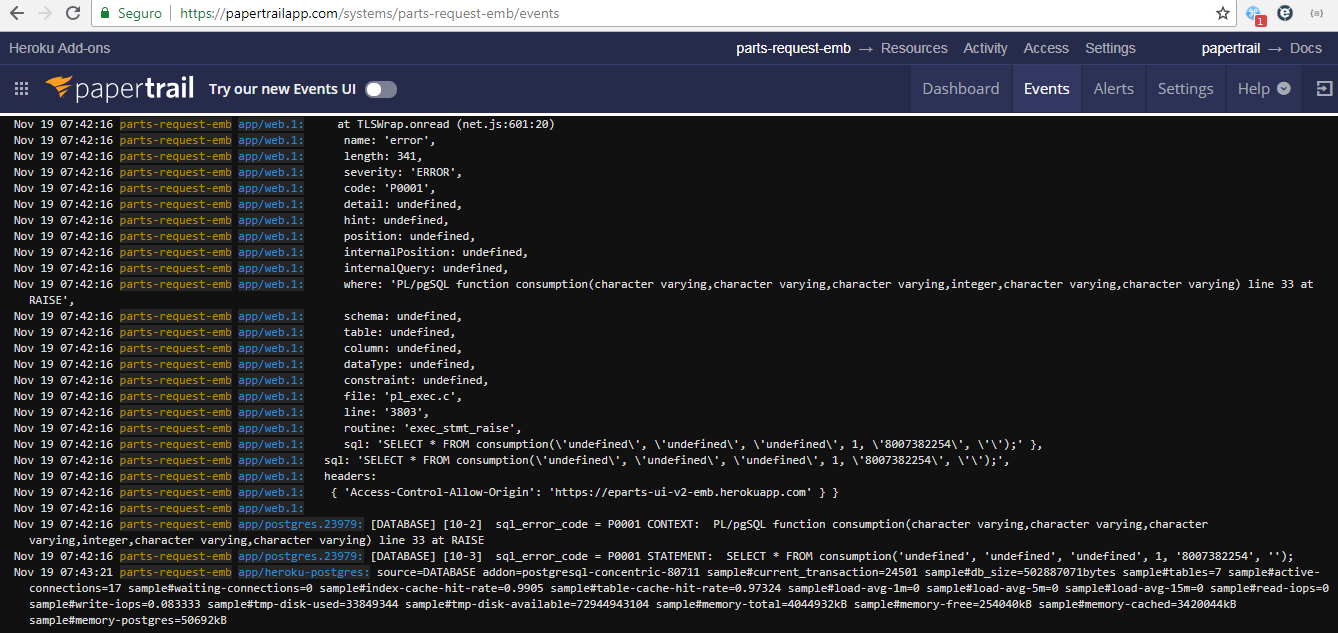 Seguro https://papertrailapp.com/systems/parts-request-emb/events
1
Heroku Add-ons parts-request-emb → Resources Activity Access Settings papertrail → Docs
papertrail Try our new Events UI Dashboard Events Alerts Settings Help
Nov 19 07:42:16 parts-request-emb app/web.1: at TLSWrap.onread (net.js:601:20)
Nov 19 07:42:16 parts-request-emb app/web.1: name: 'error',
Nov 19 07:42:16 parts-request-emb app/web.1: length: 341,
Nov 19 07:42:16 parts-request-emb app/web.1: severity: 'ERROR',
Nov 19 07:42:16 parts-request-emb app/web.1: code: 'P0001',
Nov 19 07:42:16 parts-request-emb app/web.1: detail: undefined,
Nov 19 07:42:16 parts-request-emb app/web.1: hint: undefined,
Nov 19 07:42:16 parts-request-emb app/web.1: position: undefined,
Nov 19 07:42:16 parts-request-emb app/web.1: internalPosition: undefined,
Nov 19 07:42:16 parts-request-emb app/web.1: internalQuery: undefined,
Nov 19 07:42:16 parts-request-emb app/web.1: where: 'PL/pgSQL function consumption(character varying,character varying,character varying,integer,character varying,character varying) line 33 at
RAISE',
Nov 19 07:42:16 parts-request-emb app/web.1: schema: undefined,
Nov 19 07:42:16 parts-request-emb app/web.1: table: undefined,
Nov 19 07:42:16 parts-request-emb app/web.1: column: undefined,
Nov 19 07:42:16 parts-request-emb app/web.1: dataType: undefined,
Nov 19 07:42:16 parts-request-emb app/web.1: constraint: undefined,
Nov 19 07:42:16 parts-request-emb app/web.1: file: 'pl_exec.c',
Nov 19 07:42:16 parts-request-emb app/web.1: line: '3803',
Nov 19 07:42:16 parts-request-emb app/web.1: routine: 'exec_stmt_raise',
Nov 19 07:42:16 parts-request-emb app/web.1: sql: 'SELECT * FROM consumption(\'undefined\', \'undefined\', \'undefined\', 1, \'8007382254\', \'\');' },
Nov 19 07:42:16 parts-request-emb app/web.1: sql: 'SELECT * FROM consumption(\'undefined\', \'undefined\', \'undefined\', 1, \'8007382254\', \'\');',
Nov 19 07:42:16 parts-request-emb app/web.1: headers:
Nov 19 07:42:16 parts-request-emb app/web.1: { 'Access-Control-Allow-Origin': 'https://eparts-ui-v2-emb.herokuapp.com' } }
Nov 19 07:42:16 parts-request-emb app/web.1:
Nov 19 07:42:16 parts-request-emb app/postgres.23979: [DATABASE] [10-2] sql_error_code = P0001 CONTEXT: PL/pgSQL function consumption(character varying,character varying,character
varying,integer,character varying,character varying) line 33 at RAISE
Nov 19 07:42:16 parts-request-emb app/postgres.23979: [DATABASE] [10-3] sql_error_code = P0001 STATEMENT: SELECT * FROM consumption('undefined', 'undefined', 'undefined', 1, '8007382254', '');
Nov 19 07:43:21 parts-request-emb app/heroku-postgres: source=DATABASE addon=postgresql-concentric-80711 sample#current_transaction=24501 sample#db_size=502887071bytes sample#tables=7 sample#active-
connections=17 sample#waiting-connections=0 sample#index-cache-hit-rate=0.9905 sample#table-cache-hit-rate=0.97324 sample#load-avg-1m=0 sample#load-avg-5m=0 sample#load-avg-15m=0 sample#read-iops=0
sample#write-iops=0.083333 sample#tmp-disk-used=33849344 sample#tmp-disk-available=72944943104 sample#memory-total=4044932kB sample#memory-free=254040kB sample#memory-cached=3420044kB
sample#memory-postgres=50692kB